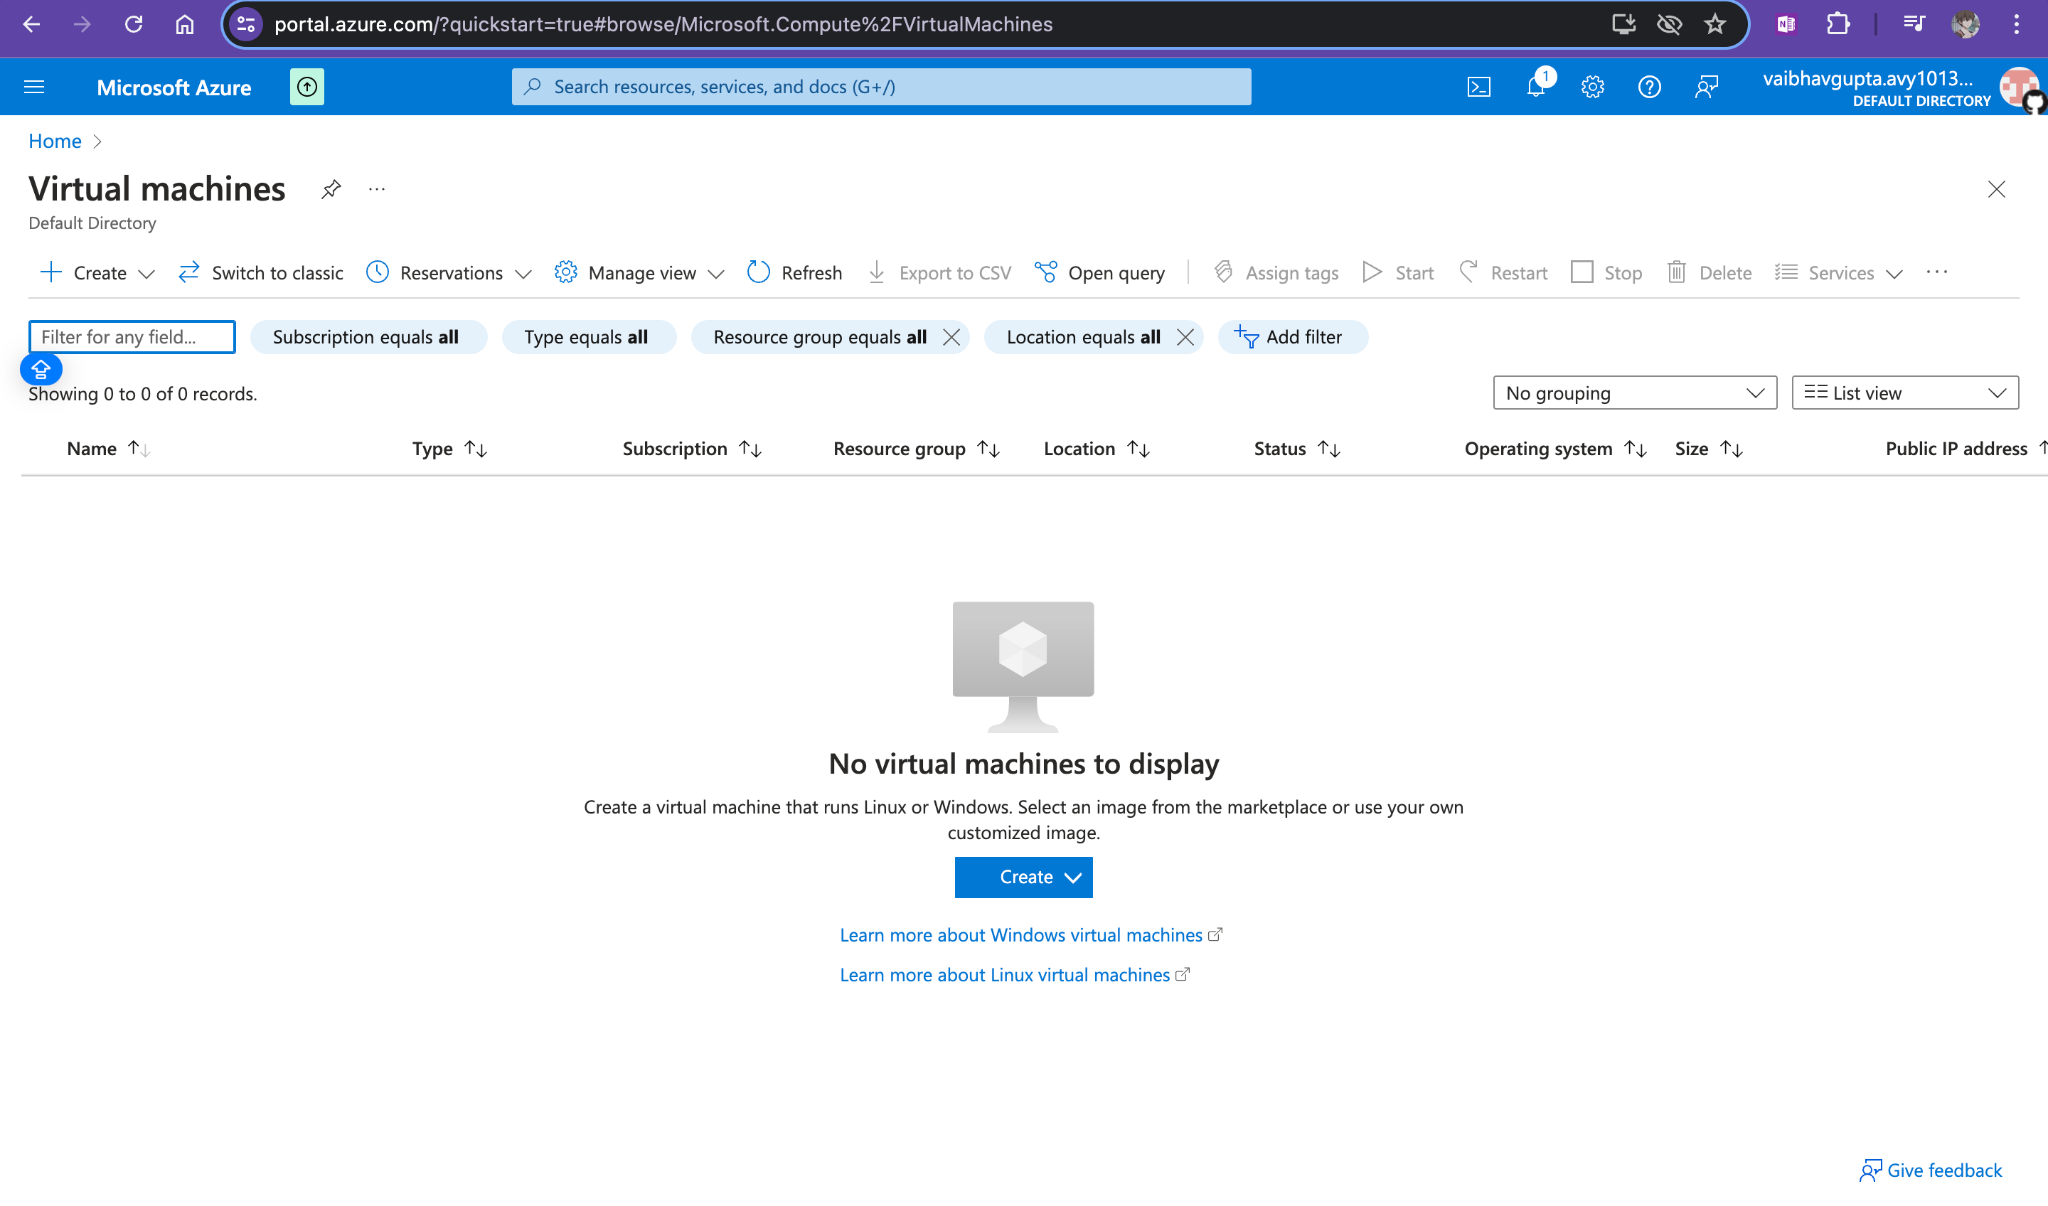 portal.azure.com/?quickstart=true#browse/Microsoft.Compute%2FVirtualMachines
Microsoft Azure
Search resources, services, and docs (G+/)
1
vaibhavgupta.avy1013...
DEFAULT DIRECTORY
Home
Virtual machines
Default Directory
Create Switch to classic Reservations Manage view Refresh Export to CSV Open query Assign tags Start Restart Stop Delete Services
Filter for any field... Subscription equals all Type equals all Resource group equals all Location equals all Add filter
Showing 0 to 0 of 0 records.
No grouping List view
Name Type Subscription Resource group Location Status Operating system Size Public IP address
No virtual machines to display
Create a virtual machine that runs Linux or Windows. Select an image from the marketplace or use your own
customized image.
Create
Learn more about Windows virtual machines
Learn more about Linux virtual machines
Give feedback